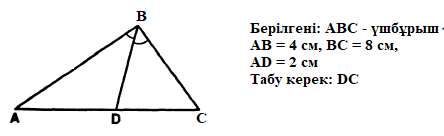 B
A
D
C
Берілгені: ABC - үшбұрыш -
AB = 4 см, BC = 8 см,
AD = 2 см
Табу керек: DC